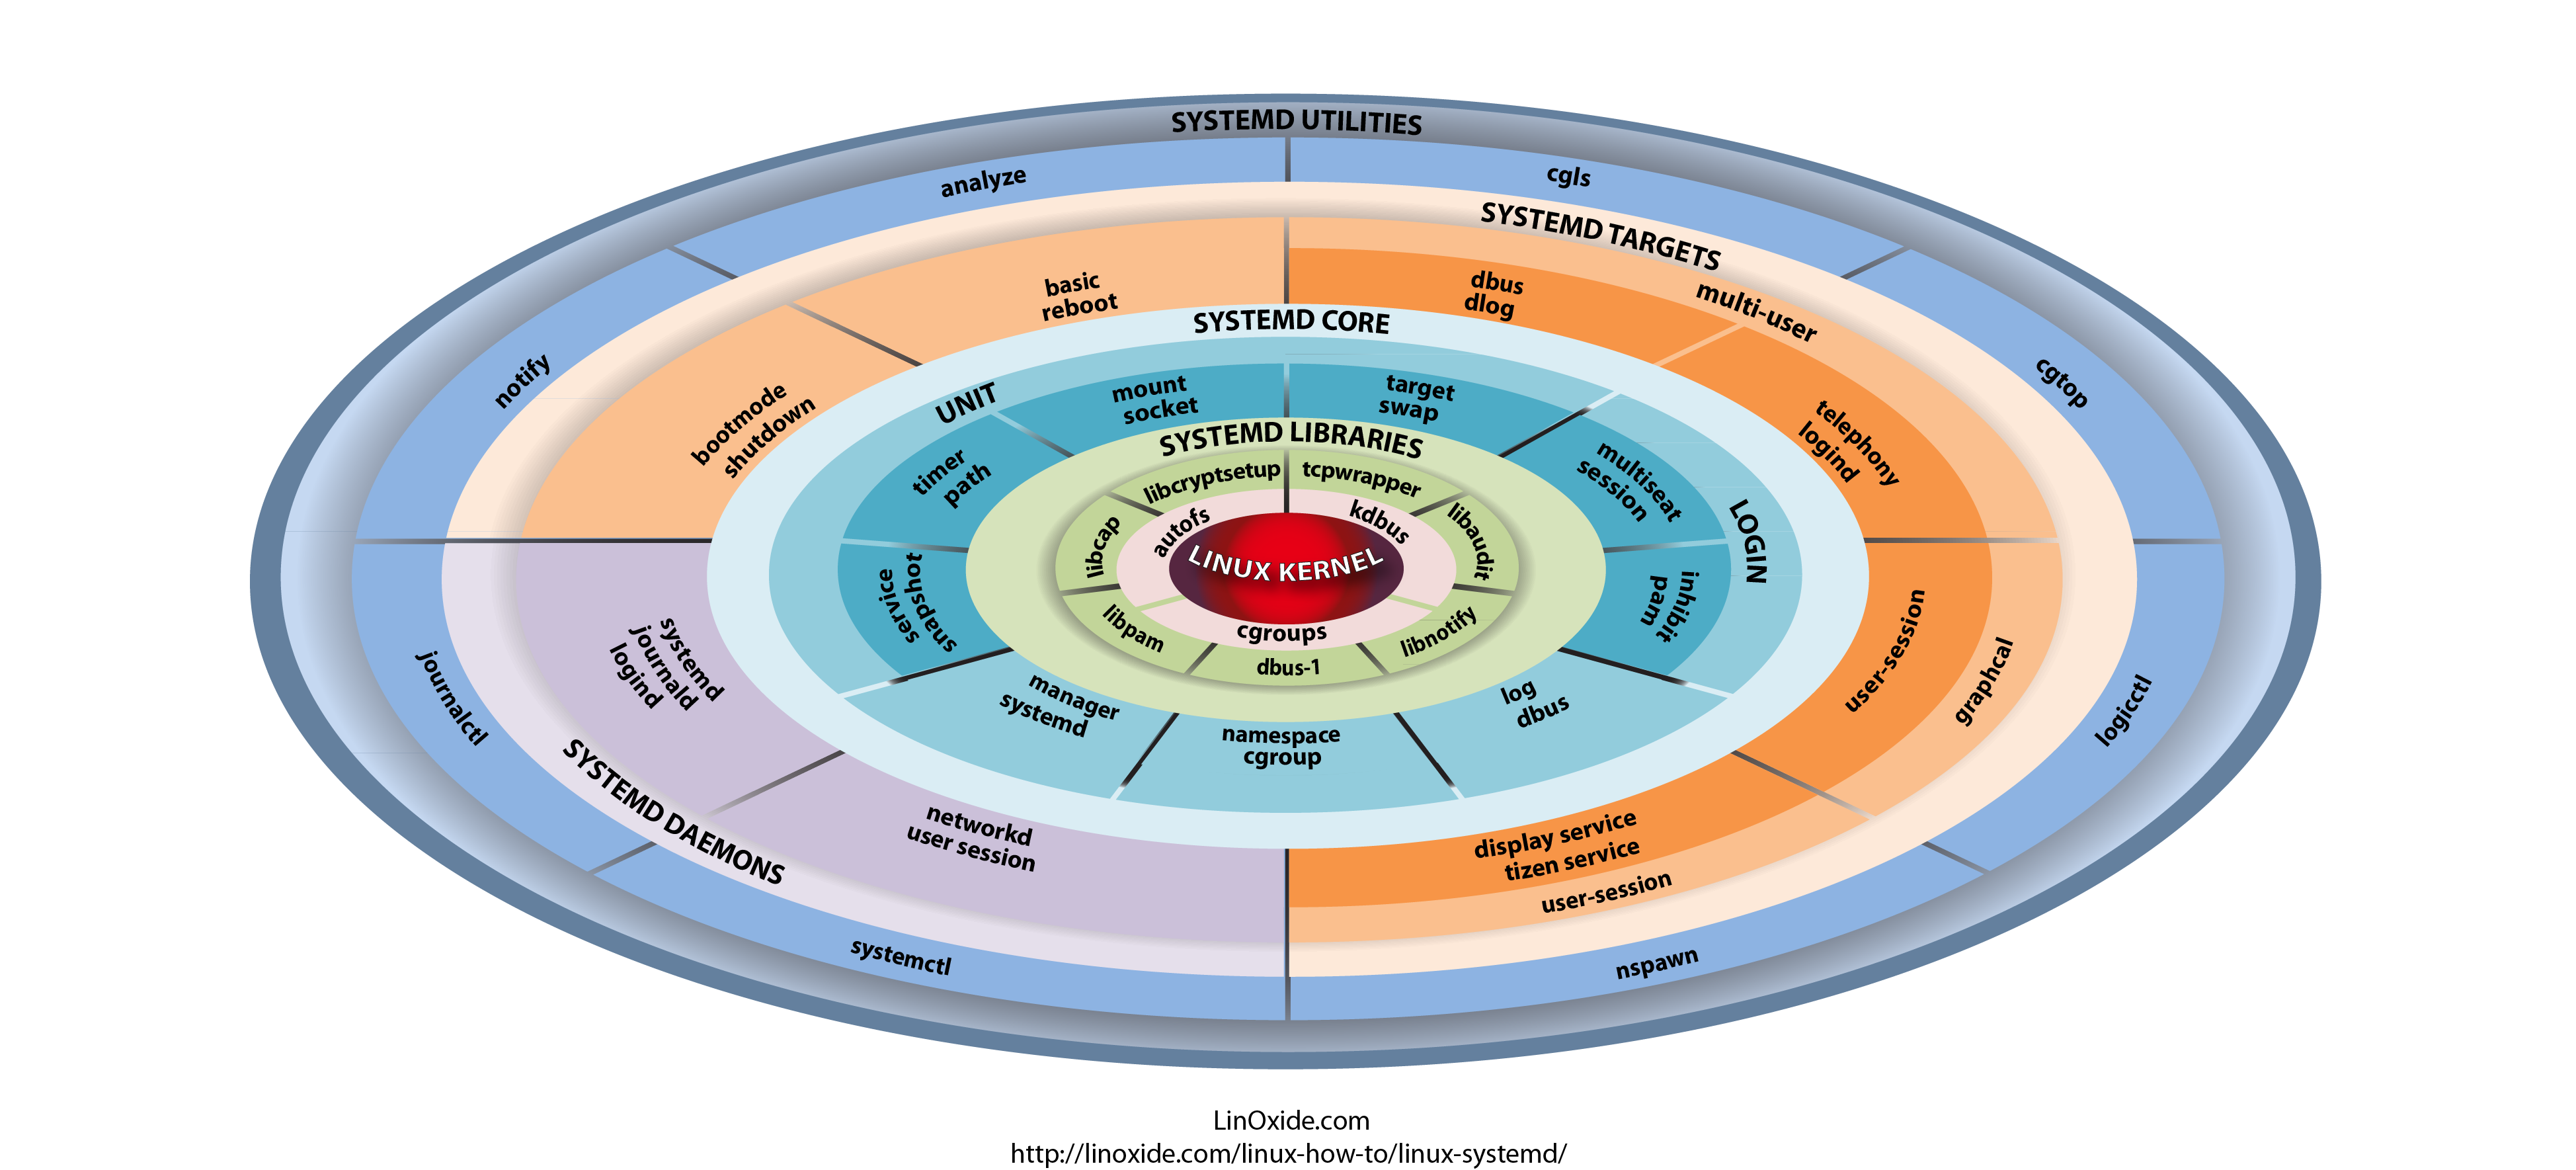 SYSTEMD UTILITIES
analyze
cgls
notify
cgtop
journalctl
logicctl
systemctl
nspawn
SYSTEMD TARGETS
basic
reboot
bootmode
shutdown
multi-user
dbus
dlog
telephony
logind
graphcal
user-session
user-session
display service
tizen service
SYSTEMD DAEMONS
systemd
journald
logind
networkd
user session
SYSTEMD CORE
UNIT
mount
socket
target
swap
timer
path
service
snapshot
LOGIN
multiseat
session
inhibit
pam
manager
systemd
namespace
cgroup
log
dbus
SYSTEMD LIBRARIES
libcryptsetup
tcpwrapper
libcap
libaudit
libpam
libnotify
dbus-1
autofs
kdbus
cgroups
LINUX KERNEL
LinOxide.com
http://linoxide.com/linux-how-to/linux-systemd/